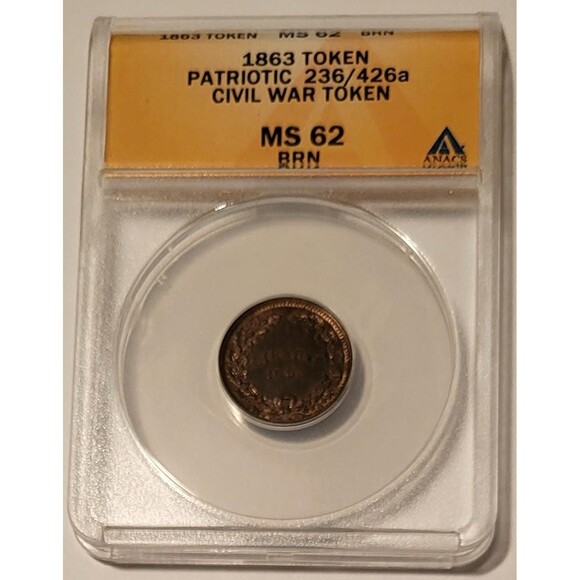 1863 TOKEN MS 62 BRN
1863 TOKEN
PATRIOTIC 236/426a
CIVIL WAR TOKEN
MS 62
BRN
ANACS